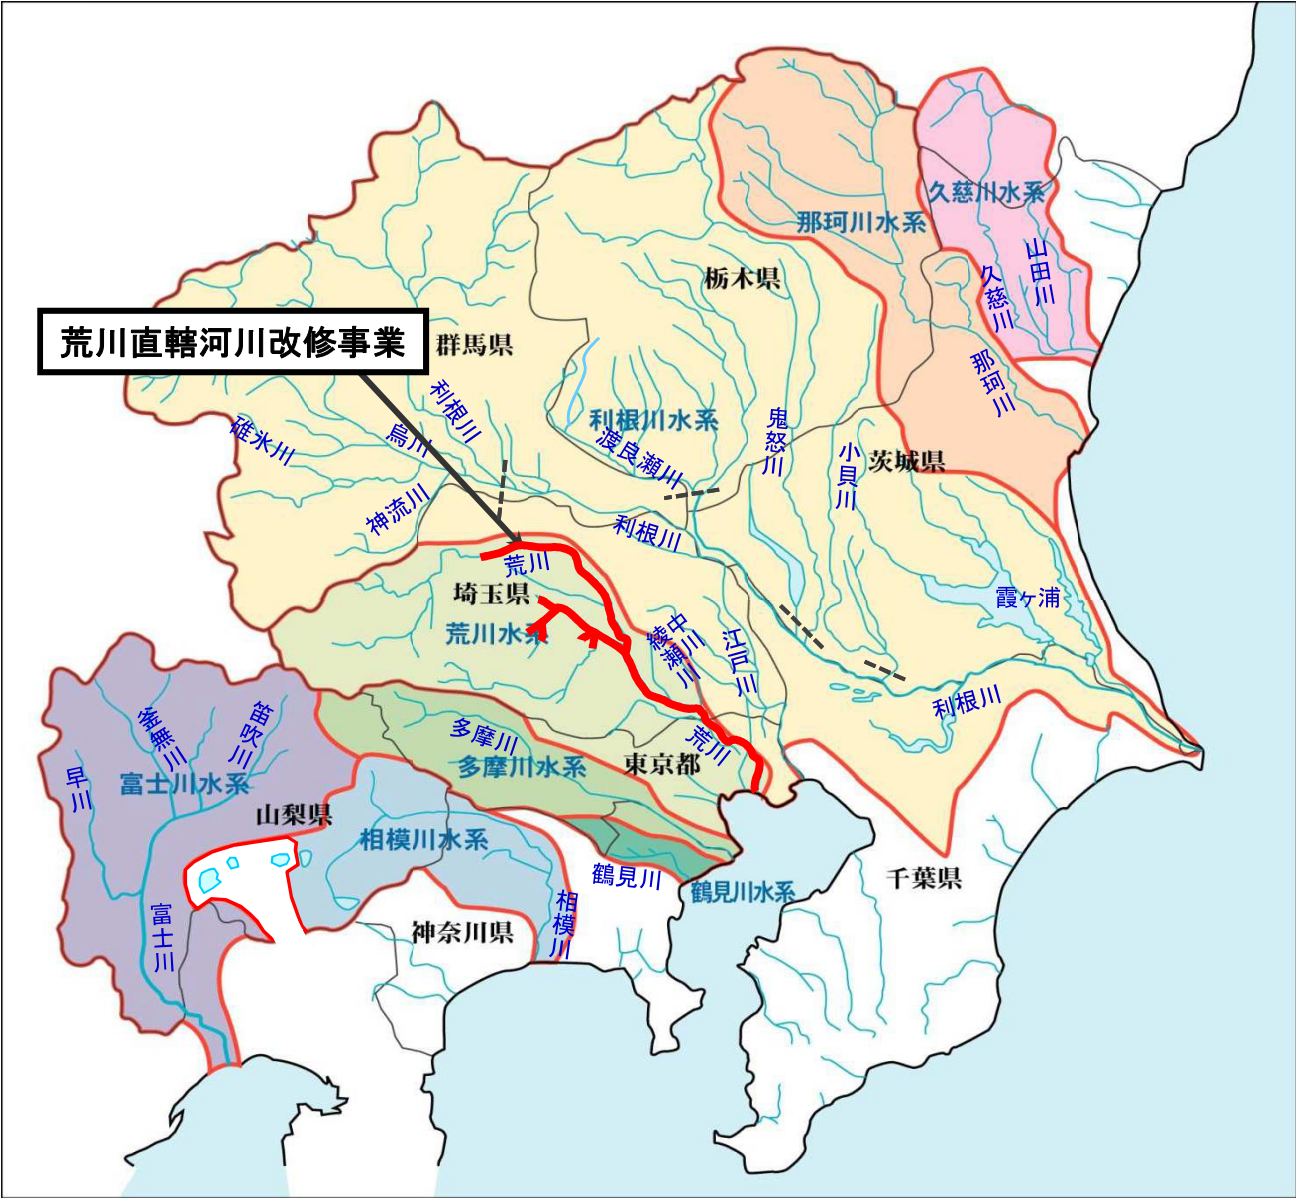 久慈川水系
那珂川水系
山田川
久慈川
栃木県
荒川直轄河川改修事業
群馬県
那珂川
利根川
利根川水系
鬼怒川
碓氷川
烏川
渡良瀬川
小貝川
茨城県
神流川
利根川
荒川
埼玉県
霞ヶ浦
荒川水系
綾瀬川
中川
江戸川
利根川
釜無川
笛吹川
多摩川
荒川
早川
富士川水系
多摩川水系
東京都
山梨県
相模川水系
鶴見川
千葉県
鶴見川水系
富士川
相模川
神奈川県